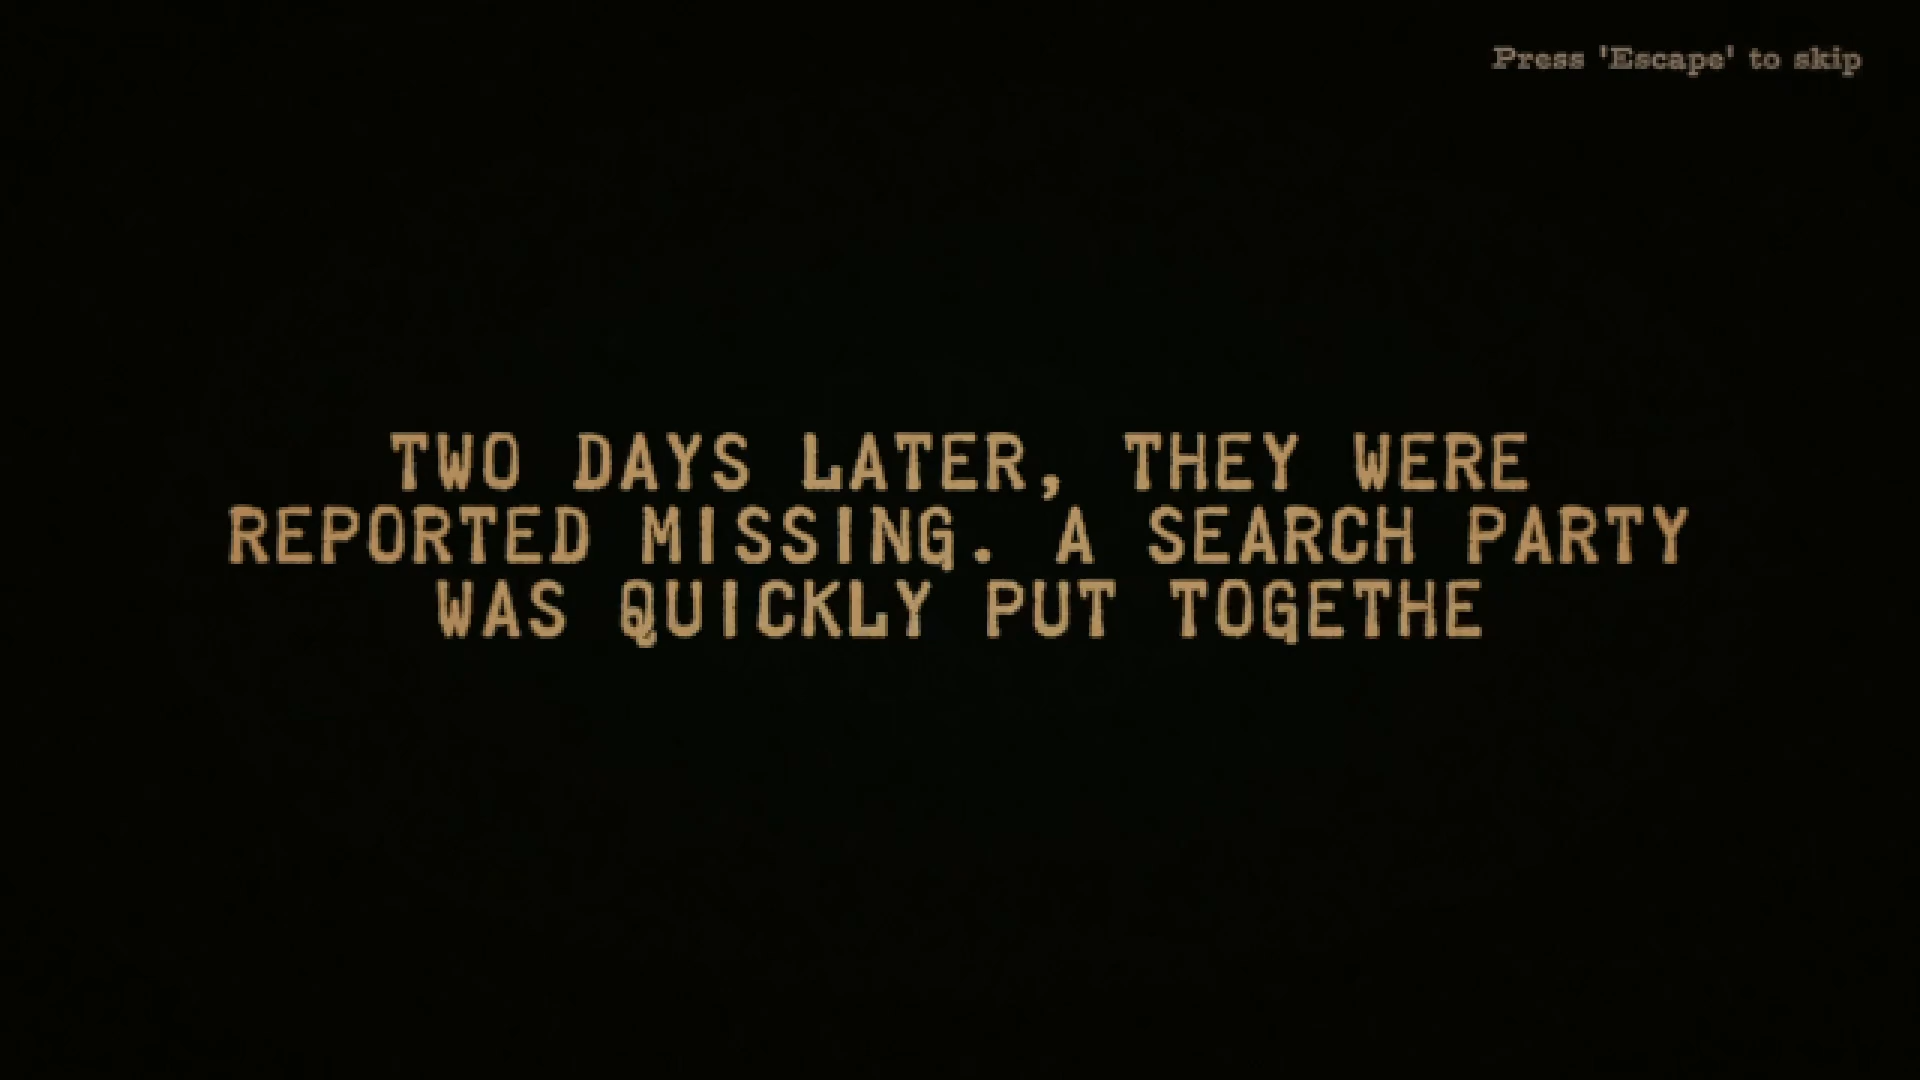 Press 'Escape' to skip
TWO DAYS LATER, THEY WERE
REPORTED MISSING. A SEARCH PARTY
WAS QUICKLY PUT TOGETHE